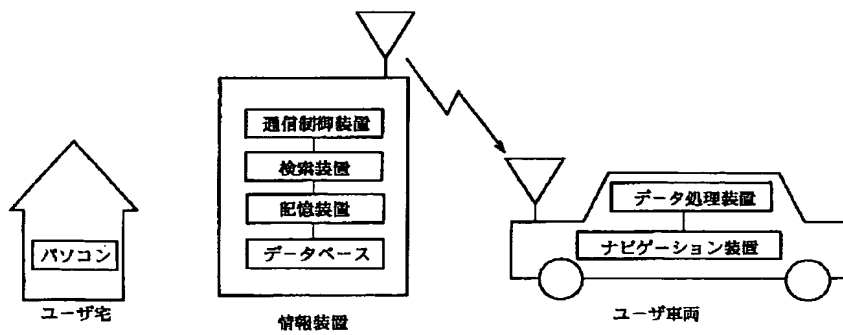 通信制御装置
検索装置
記憶装置
データベース
パソコン
データ処理装置
ナビゲーション装置
ユーザ宅
情報装置
ユーザ車両